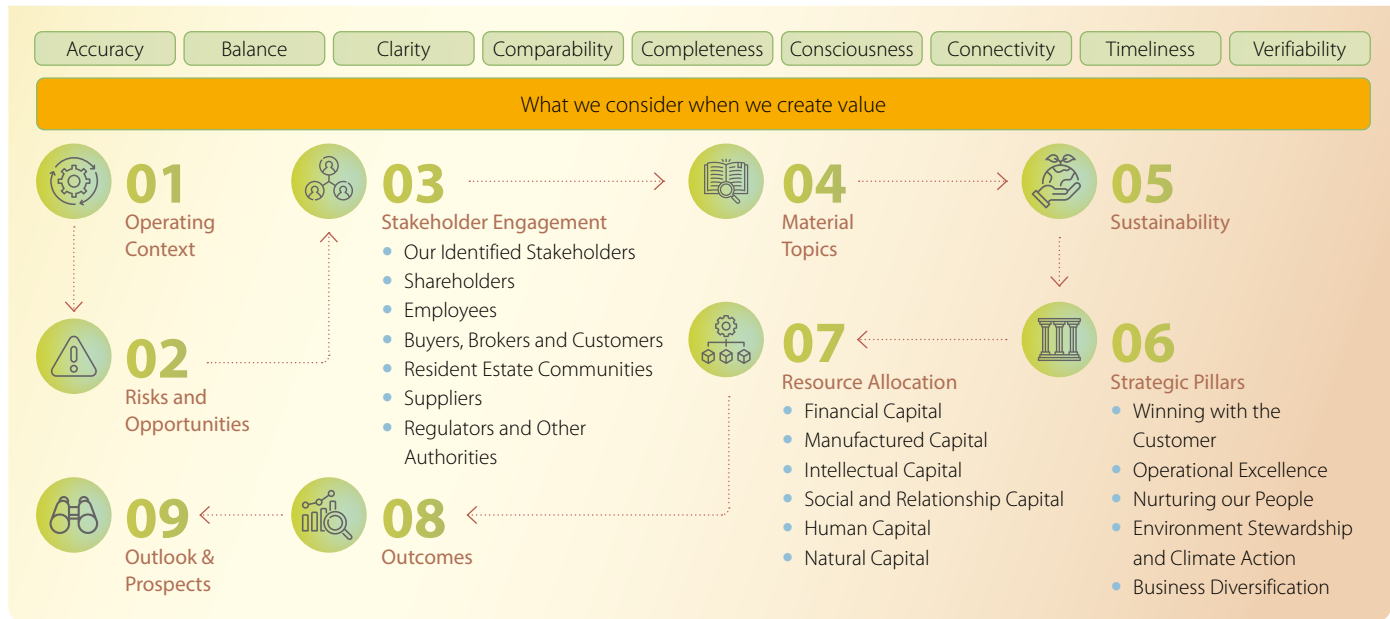 Accuracy
Balance
Clarity
Comparability
Completeness
Consciousness
Connectivity
Timeliness
Verifiability
What we consider when we create value
01
Operating
Context
02
Risks and
Opportunities
03
Stakeholder Engagement
Our Identified Stakeholders
Shareholders
Employees
Buyers, Brokers and Customers
Resident Estate Communities
Suppliers
Regulators and Other
Authorities
04
Material
Topics
05
Sustainability
06
Strategic Pillars
Winning with the
Customer
Operational Excellence
Nurturing our People
Environment Stewardship
and Climate Action
Business Diversification
07
Resource Allocation
Financial Capital
Manufactured Capital
Intellectual Capital
Social and Relationship Capital
Human Capital
Natural Capital
08
Outcomes
09
Outlook &
Prospects